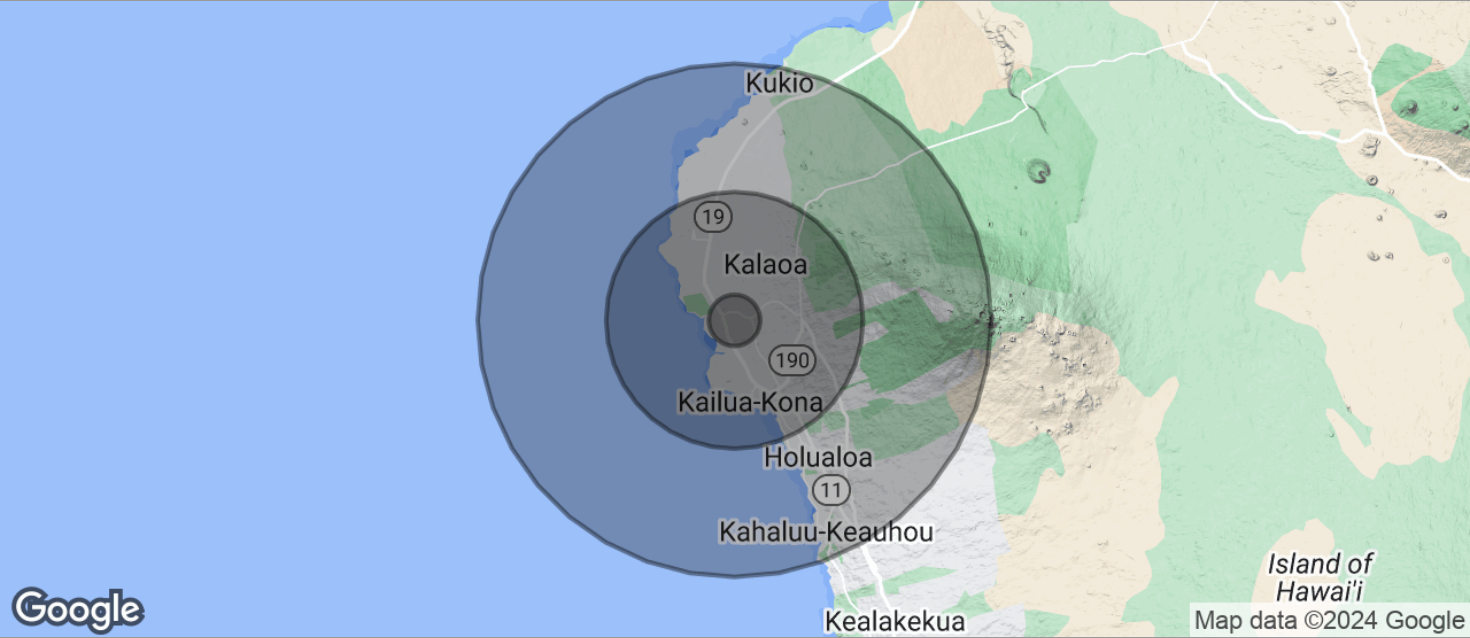 Kukio
19
Kalaoa
190
Kailua-Kona
Holualoa
11
Kahaluu-Keauhou
Island of
Hawai'i
Google
Map data ©2024 Google
Kealakekua